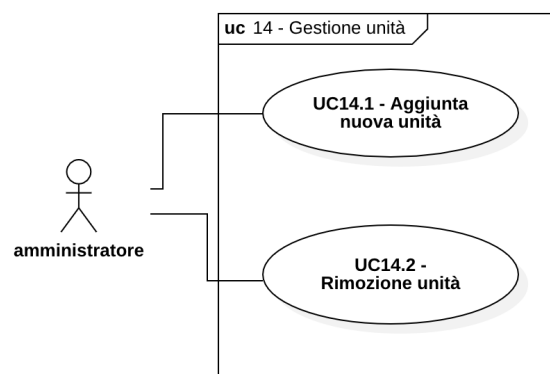 uc 14 - Gestione unità
UC14.1 - Aggiunta
nuova unità
amministratore
UC14.2 -
Rimozione unità